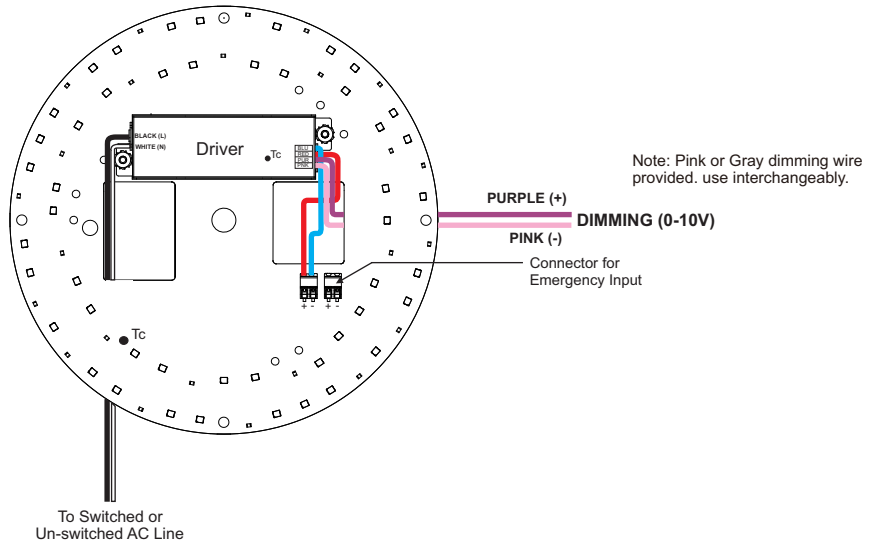 BLACK (L)
WHITE (N)
Driver
Tc
BLU
RED
PUR
PNK
Note: Pink or Gray dimming wire
provided. use interchangeably.
PURPLE (+)
DIMMING (0-10V)
PINK (-)
Connector for
Emergency Input
+ - + -
Tc
To Switched or
Un-switched AC Line